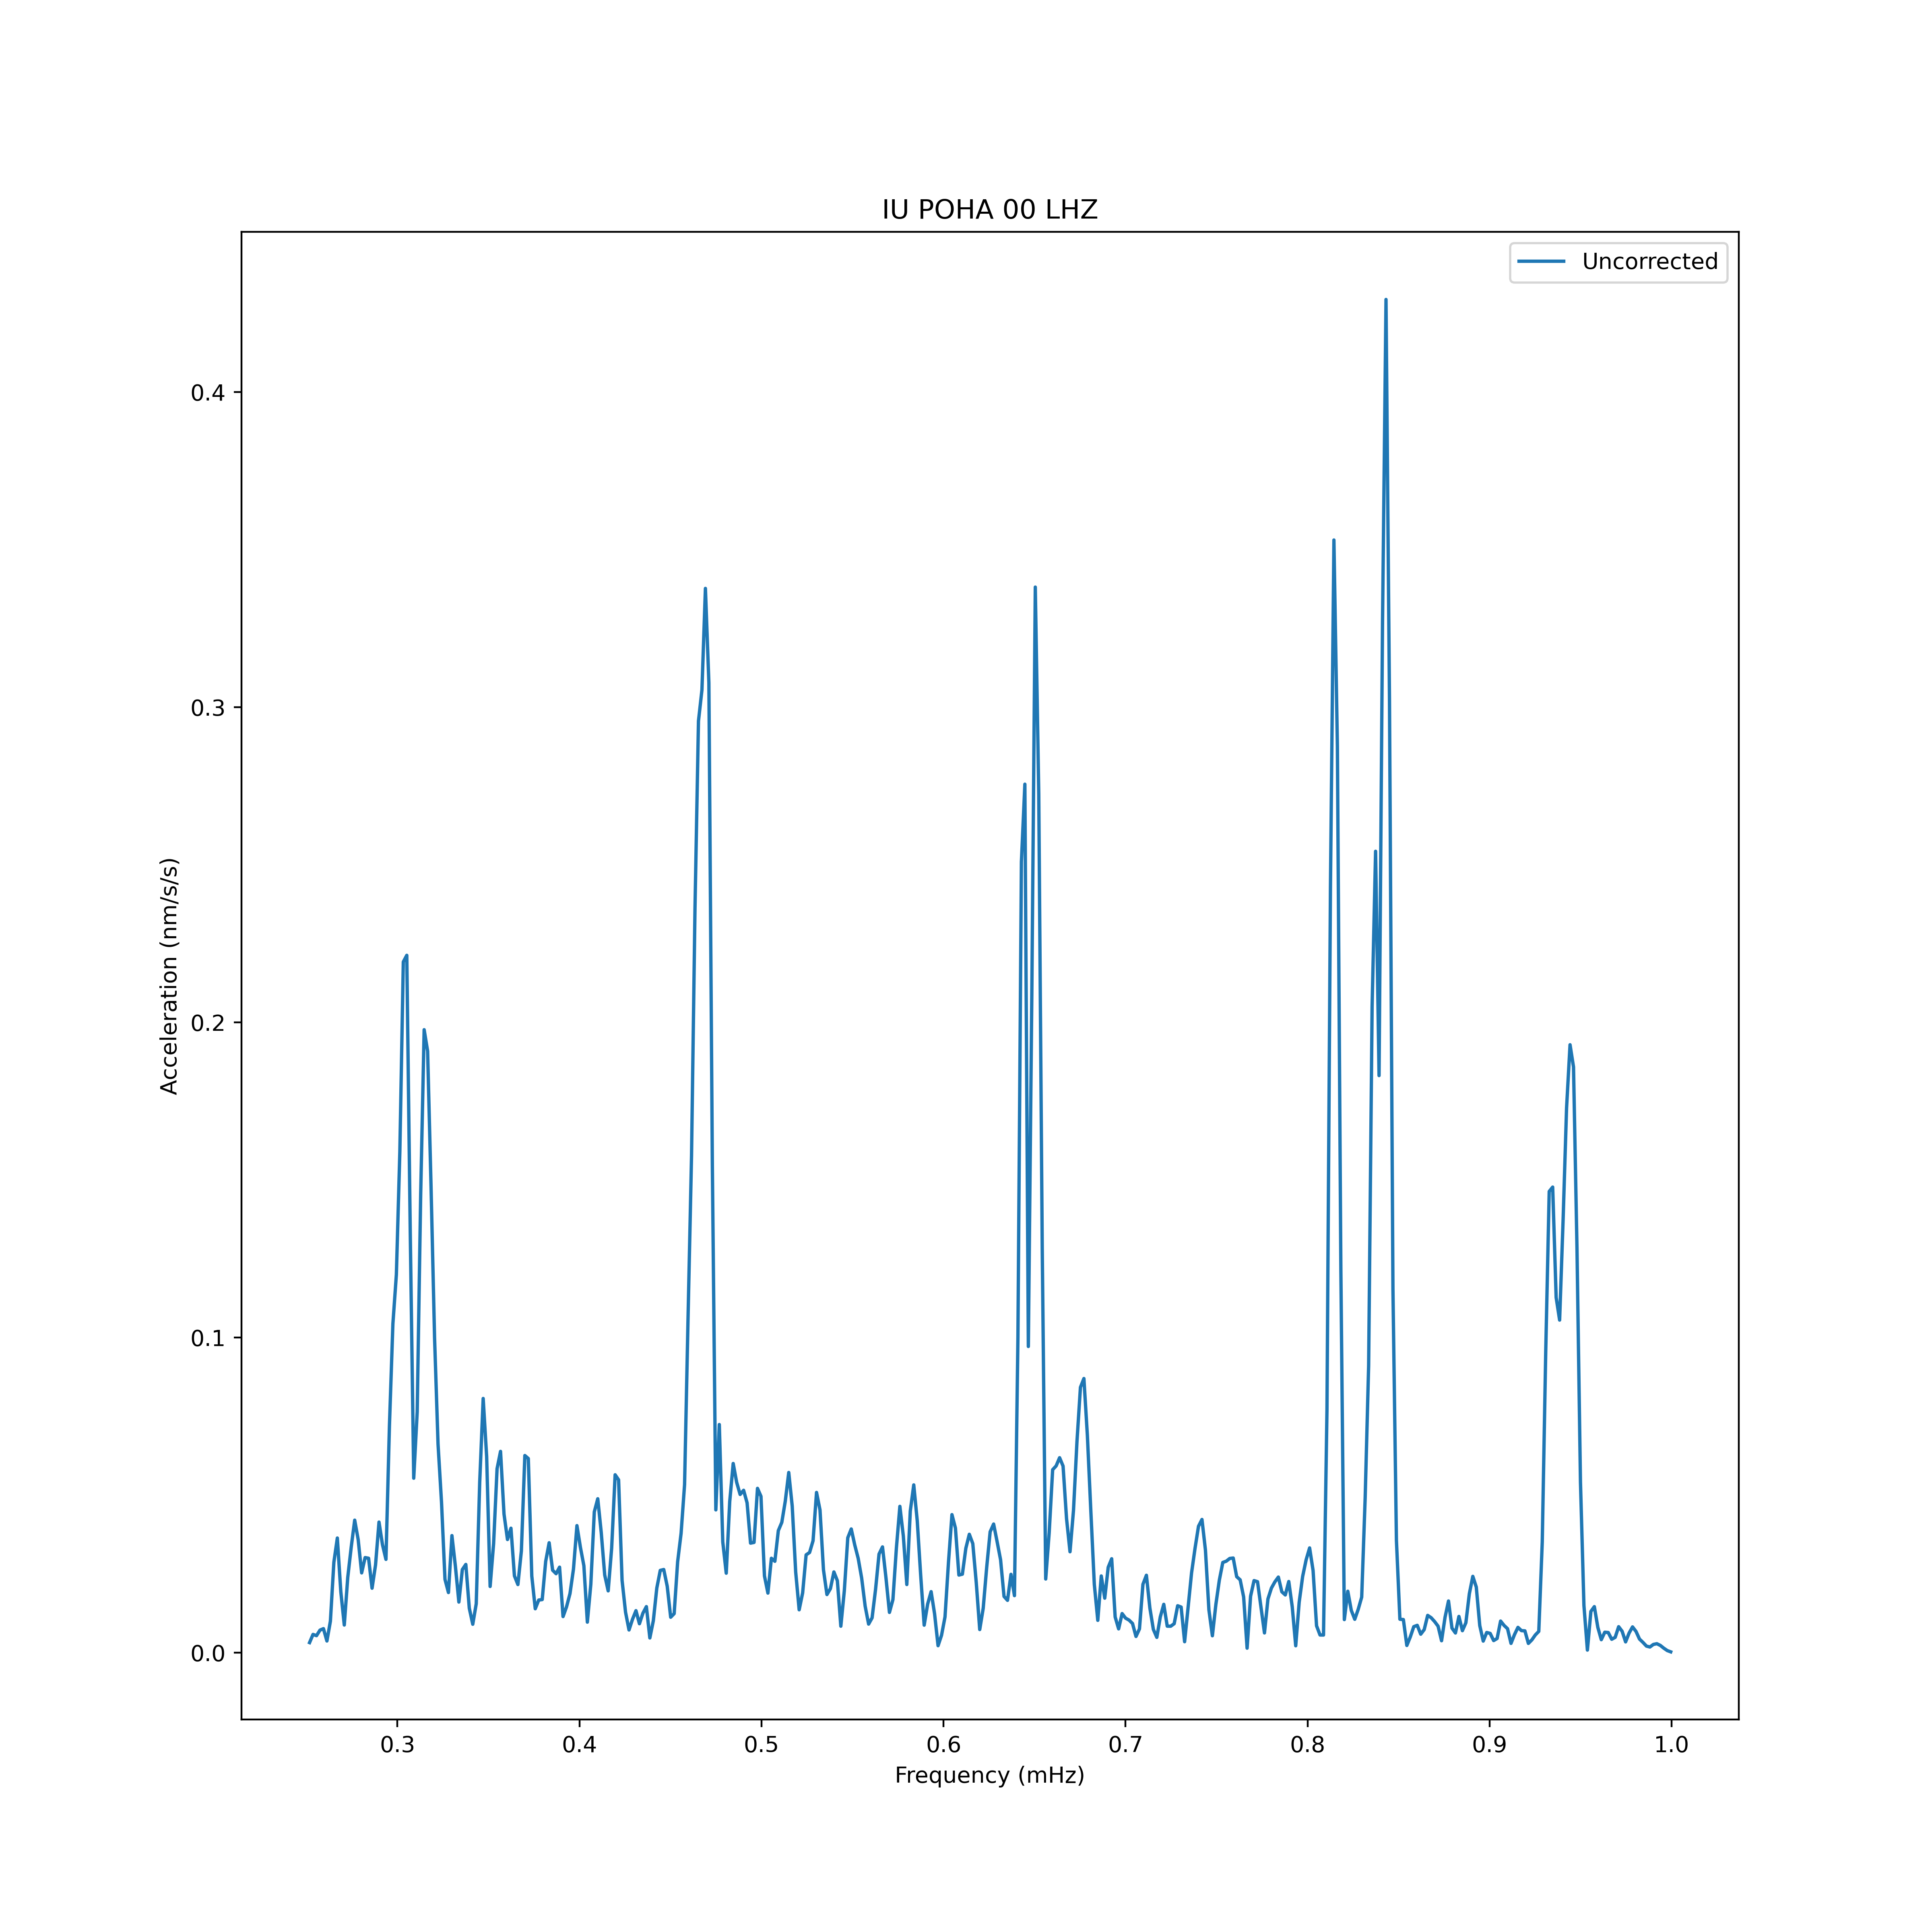 IU POHA 00 LHZ
Uncorrected
0.4
0.3
0.2
0.1
0.0
Acceleration (nm/s/s)
0.3 0.4 0.5 0.6 0.7 0.8 0.9 1.0
Frequency (mHz)